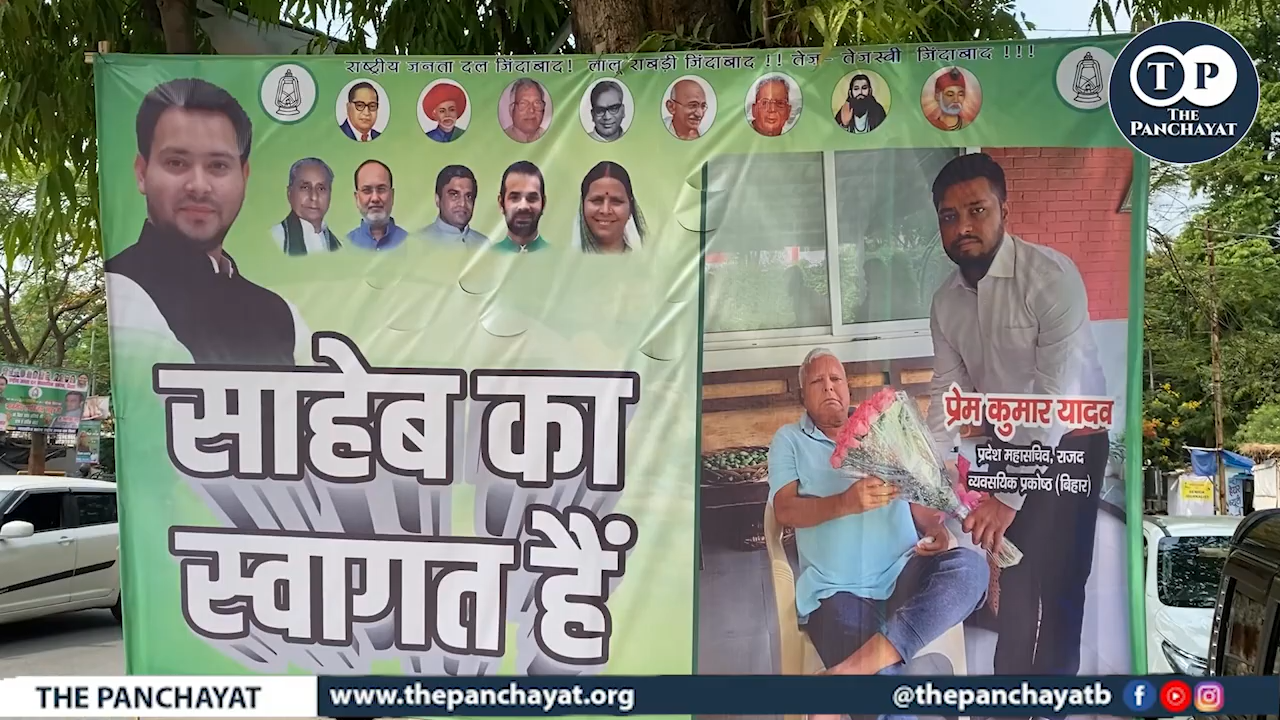 राष्ट्रीय जनता दल जिंदाबाद! लालू राबड़ी जिंदाबाद !! तेज- तेजस्वी जिंदाबाद !!!
TP
THE
PANCHAYAT
साहेब का
स्वागत हैं
प्रेम कुमार यादव
प्रदेश महासचिव, राजद
व्यवसयिक प्रकोष्ठ (बिहार)
THE PANCHAYAT
www.thepanchayat.org
@thepanchayatb